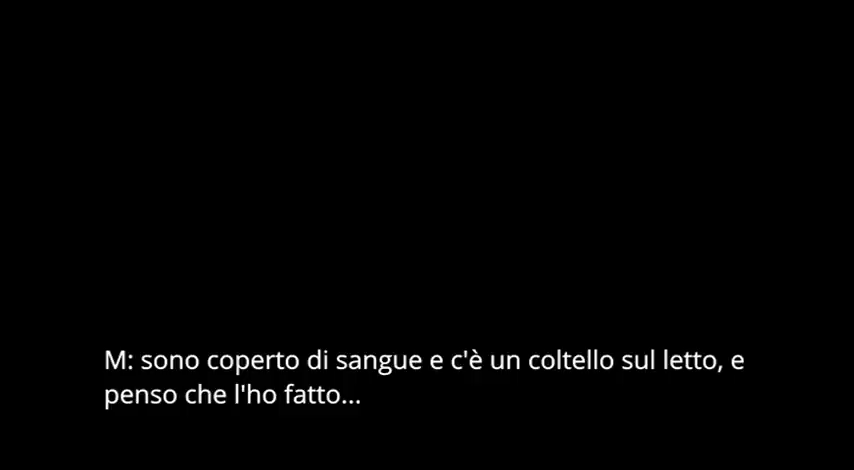 M: sono coperto di sangue e c'è un coltello sul letto, e
penso che l'ho fatto...